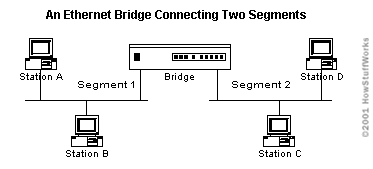 An Ethernet Bridge Connecting Two Segments
Station A
Segment 1
Bridge
Segment 2
Station D
Station B
Station C
©2001 HowStuffWorks